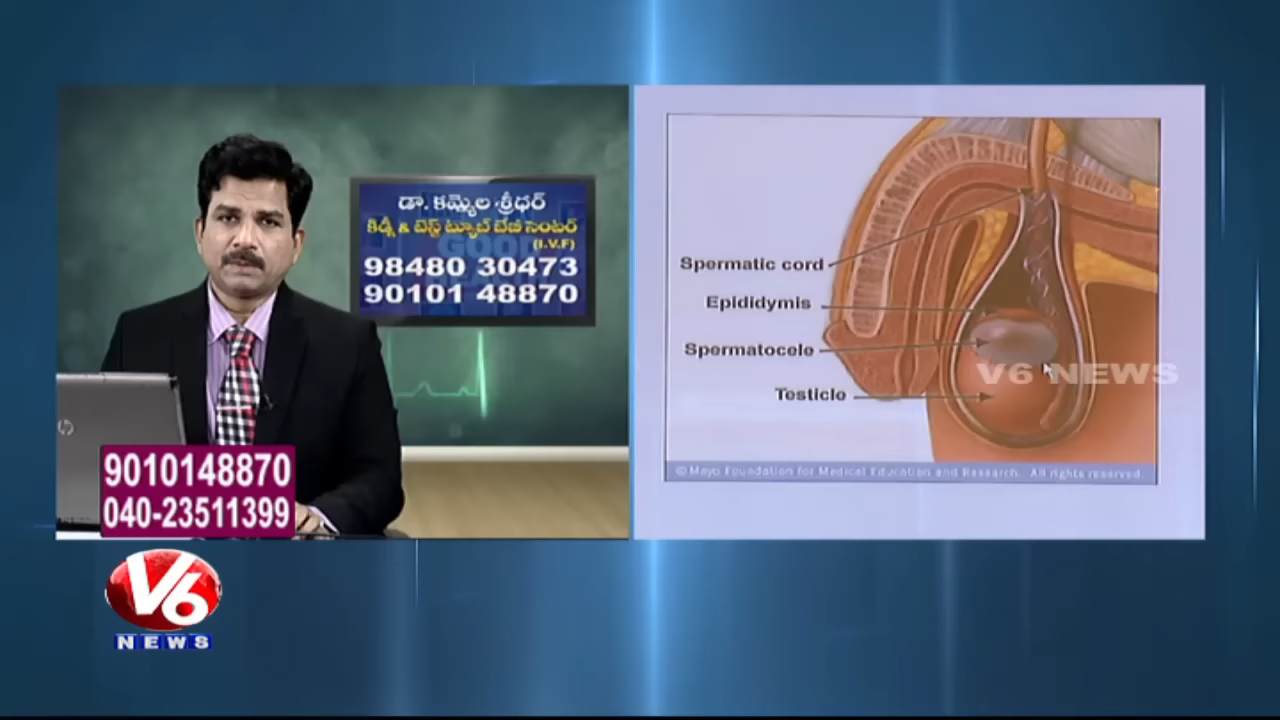 డా. కమ్మెల శ్రీధర్
కిడ్నీ & టెస్ట్ ట్యూబ్ బేబీ సెంటర్
(I.V.F)
98480 30473
90101 48870
hp
9010148870
040-23511399
V6
NEWS
Spermatic cord
Epididymis
Spermatocele
Testicle
V6 NEWS
© Mayo Foundation for Medical Education and Research. All rights reserved.